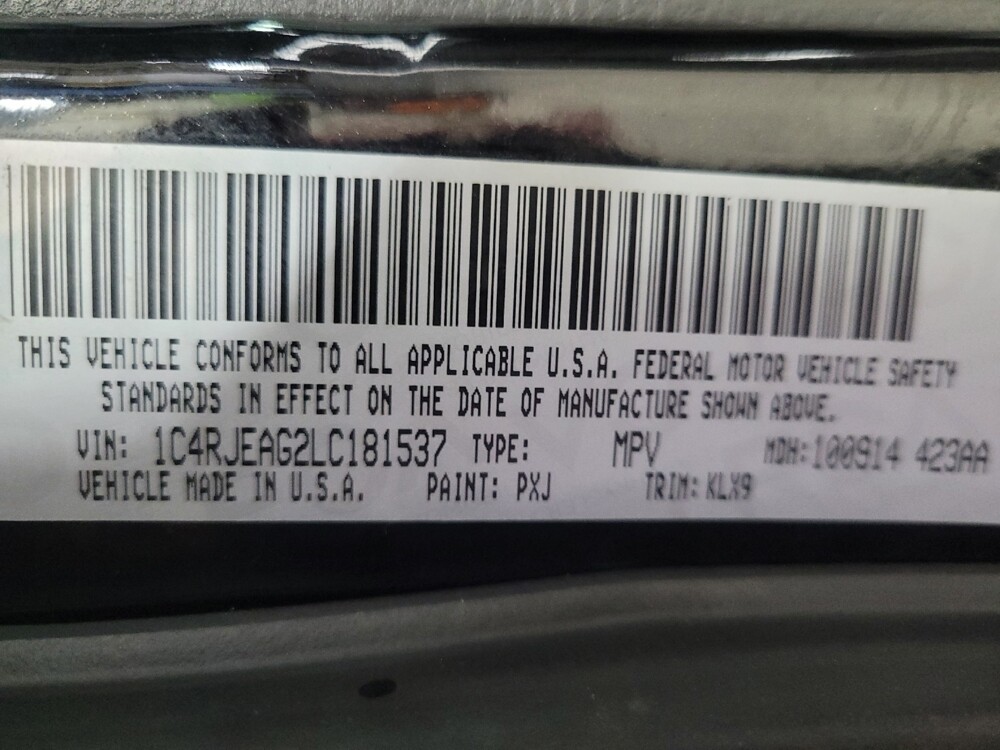 THIS VEHICLE CONFORMS TO ALL APPLICABLE U.S.A. FEDERAL MOTOR VEHICLE SAFETY
STANDARDS IN EFFECT ON THE DATE OF MANUFACTURE SHOWN ABOVE.
VIN: 1C4RJEAG2LC181537 TYPE: MPV MDH:100914 423AA
VEHICLE MADE IN U.S.A. PAINT: PXJ TRIM: KLX9